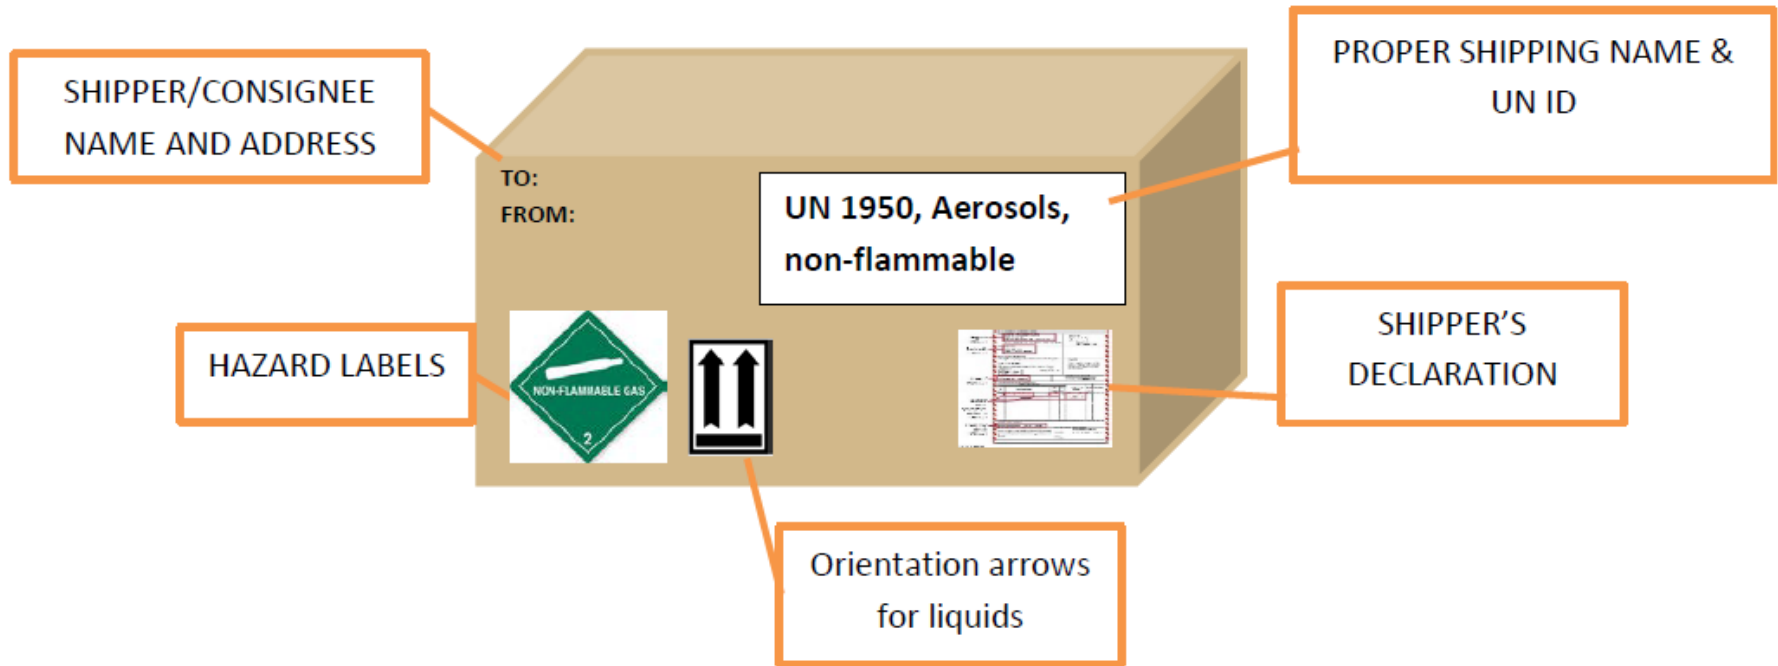 SHIPPER/CONSIGNEE
NAME AND ADDRESS
PROPER SHIPPING NAME &
UN ID
TO:
FROM:
UN 1950, Aerosols,
non-flammable
HAZARD LABELS
NON-FLAMMABLE GAS
2
SHIPPER'S
DECLARATION
Orientation arrows
for liquids